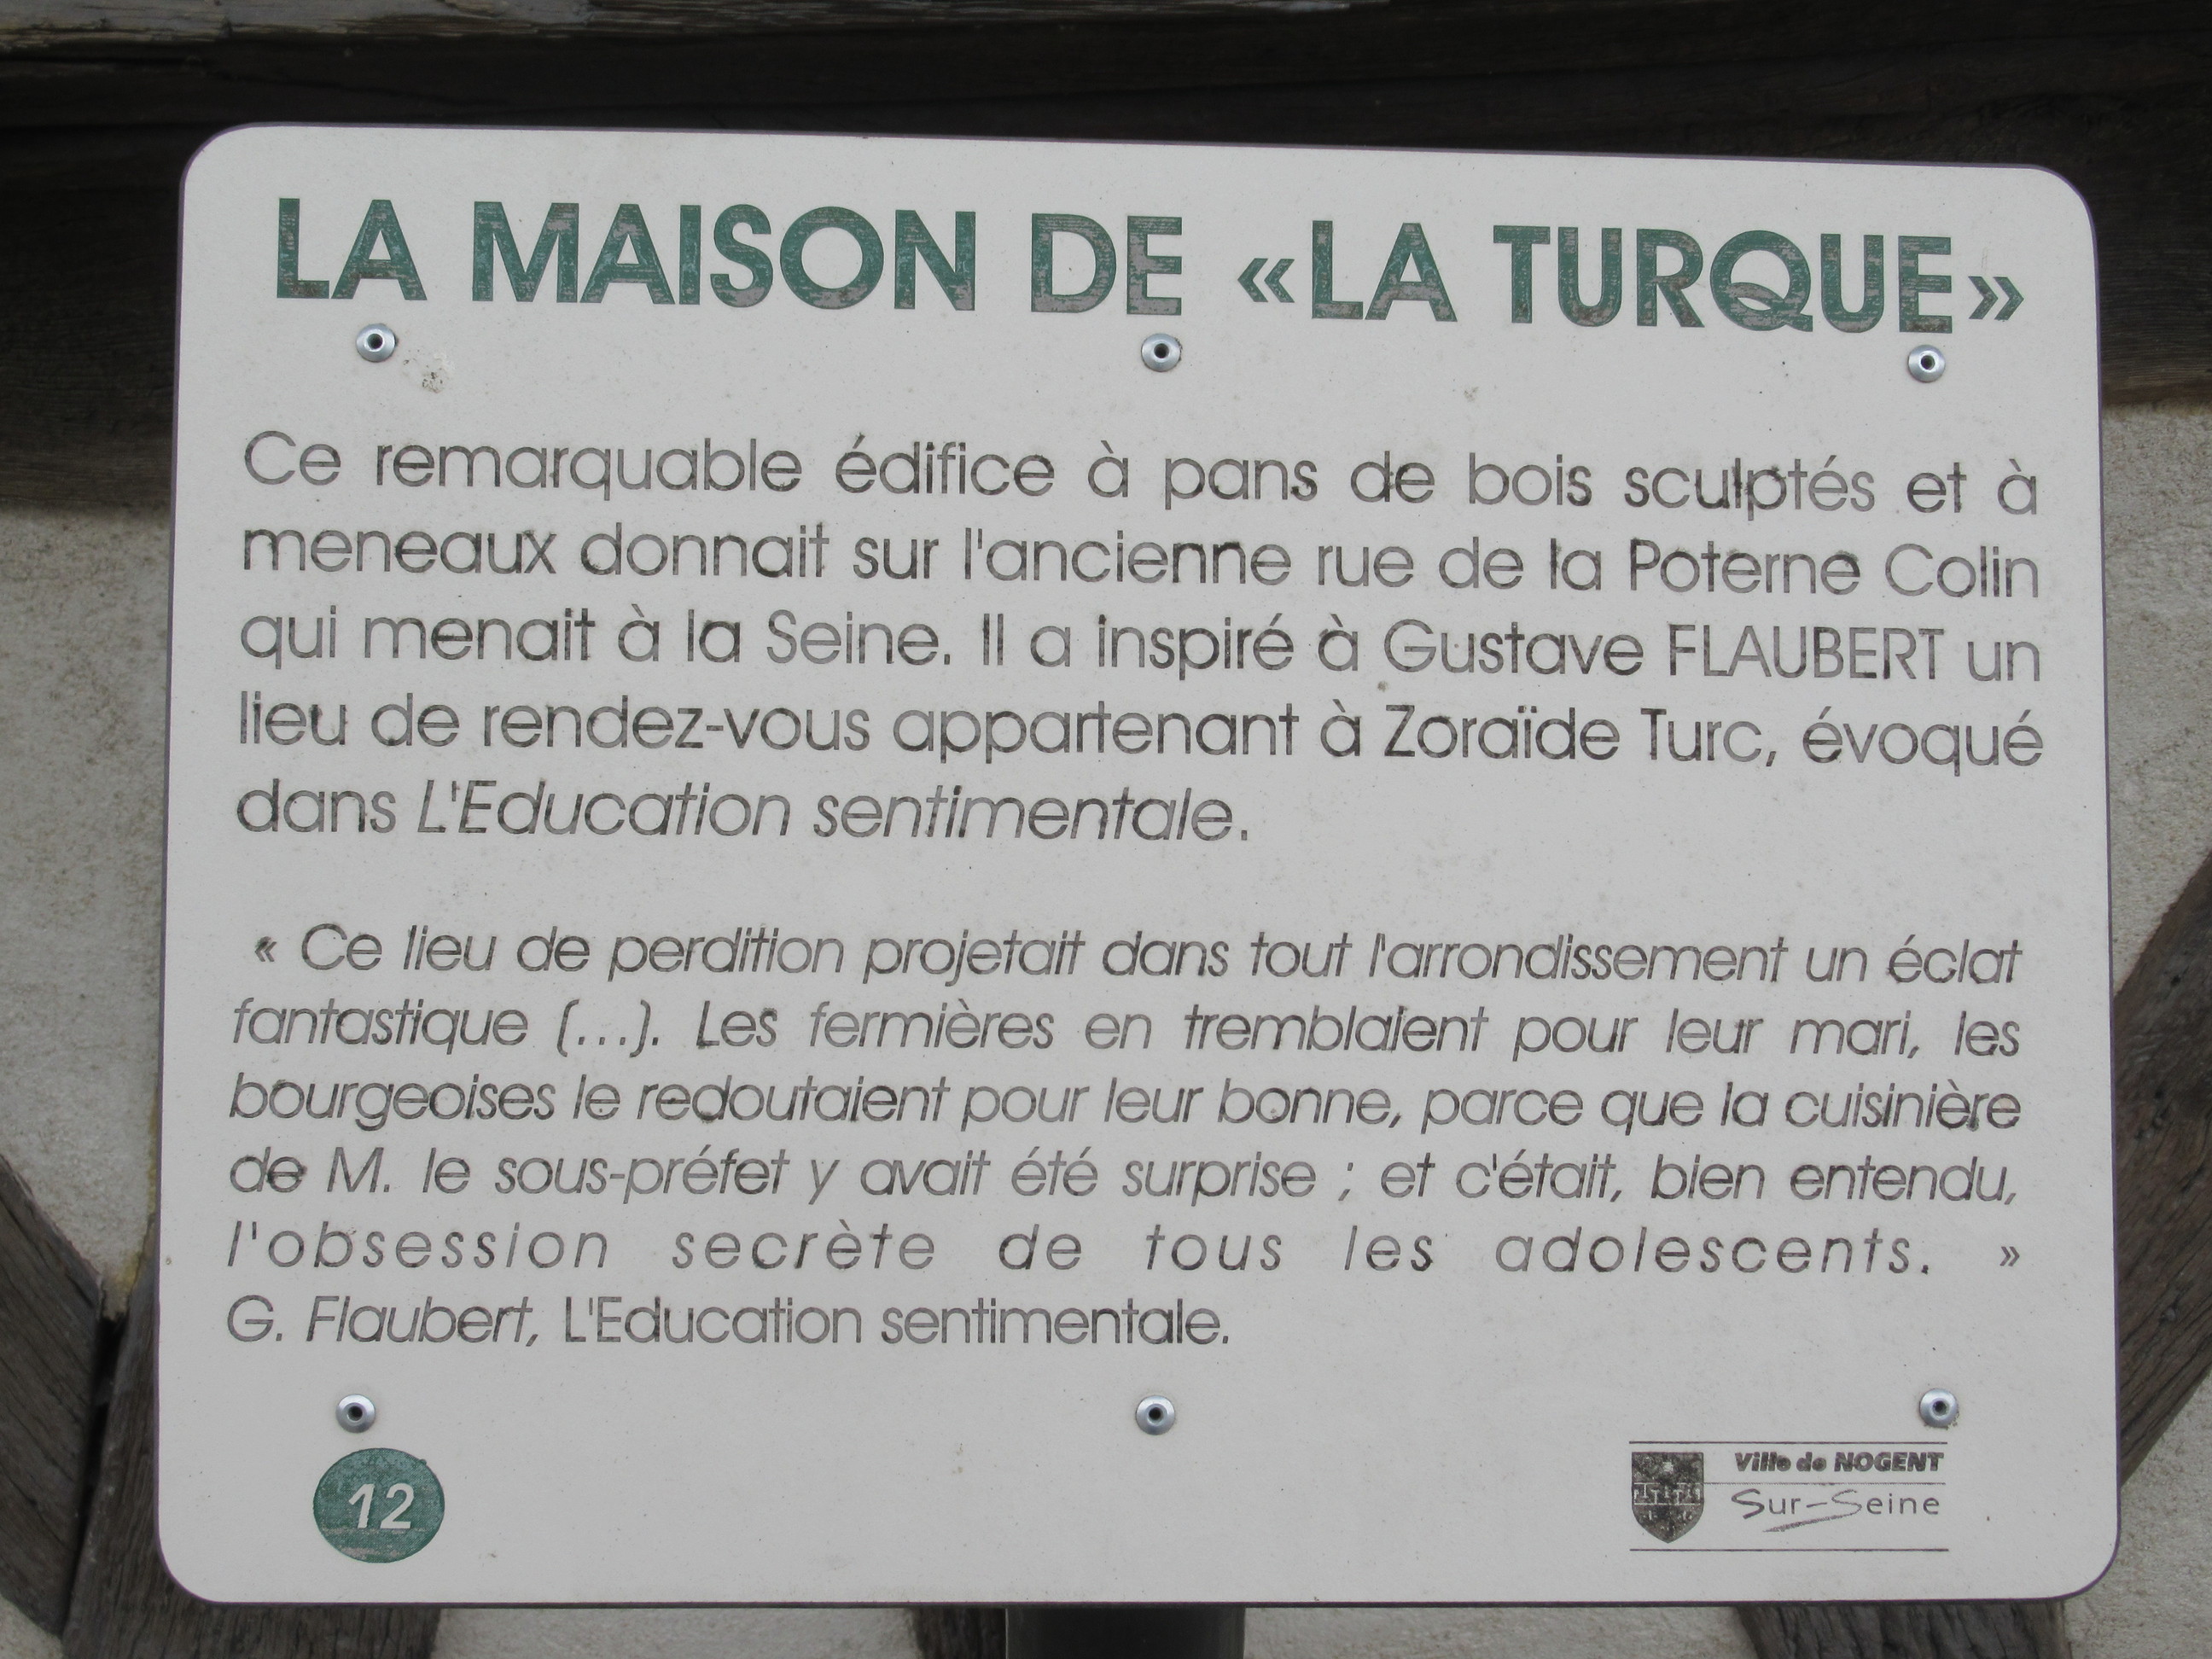 LA MAISON DE «LA TURQUE»
Ce remarquable édifice à pans de bois sculptés et à
meneaux donnait sur l'ancienne rue de la Poterne Colin
qui menait à la Seine. Il a inspiré à Gustave FLAUBERT un
lieu de rendez-vous appartenant à Zoraïde Turc, évoqué
dans L'Education sentimentale.
« Ce lieu de perdition projetait dans tout l'arrondissement un éclat
fantastique (...). Les fermières en tremblaient pour leur mari, les
bourgeoises le redoutaient pour leur bonne, parce que la cuisinière
de M. le sous-préfet y avait été surprise ; et c'était, bien entendu,
l'obsession secrète de tous les adolescents. »
G. Flaubert, L'Education sentimentale.
12
Ville de NOGENT
Sur-Seine